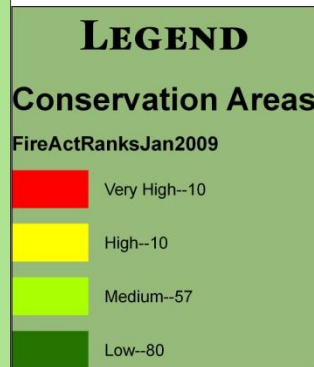 LEGEND
Conservation Areas
FireActRanksJan2009
Very High--10
High--10
Medium--57
Low--80